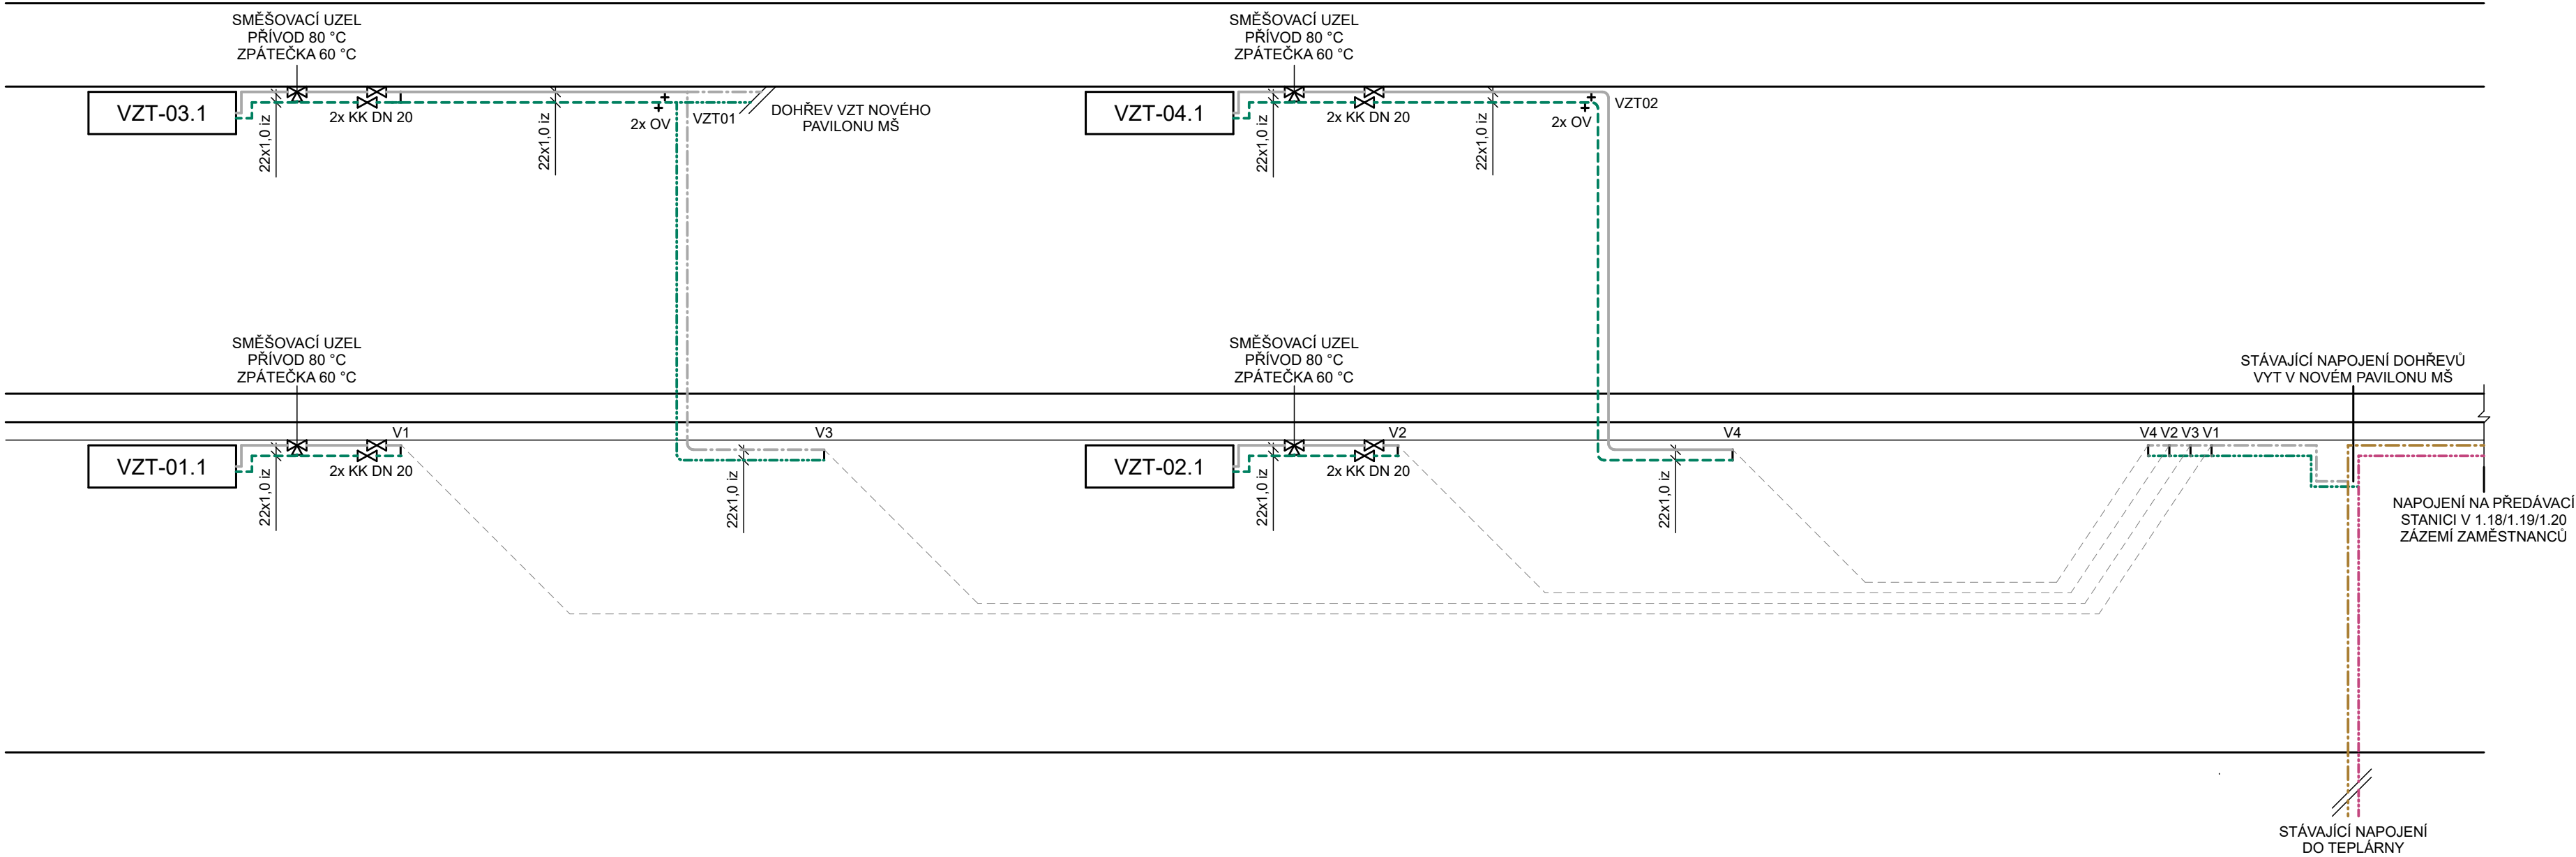 SMĚŠOVACÍ UZEL
PŘÍVOD 80 °C
ZPÁTEČKA 60 °C
SMĚŠOVACÍ UZEL
PŘÍVOD 80 °C
ZPÁTEČKA 60 °C
VZT-03.1
22x1,0 iz
2x KK DN 20
22x1,0 iz
2x OV
VZT01
DOHŘEV VZT NOVÉHO
PAVILONU MŠ
VZT-04.1
22x1,0 iz
2x KK DN 20
22x1,0 iz
2x OV
VZT02
SMĚŠOVACÍ UZEL
PŘÍVOD 80 °C
ZPÁTEČKA 60 °C
SMĚŠOVACÍ UZEL
PŘÍVOD 80 °C
ZPÁTEČKA 60 °C
STÁVAJÍCÍ NAPOJENÍ DOHŘEVŮ
VYT V NOVÉM PAVILONU MŠ
VZT-01.1
22x1,0 iz
2x KK DN 20
V1
22x1,0 iz
V3
VZT-02.1
22x1,0 iz
2x KK DN 20
V2
22x1,0 iz
V4
V4 V2 V3 V1
NAPOJENÍ NA PŘEDÁVACÍ
STANICI V 1.18/1.19/1.20
ZÁZEMÍ ZAMĚSTNANCŮ
STÁVAJÍCÍ NAPOJENÍ
DO TEPLÁRNY